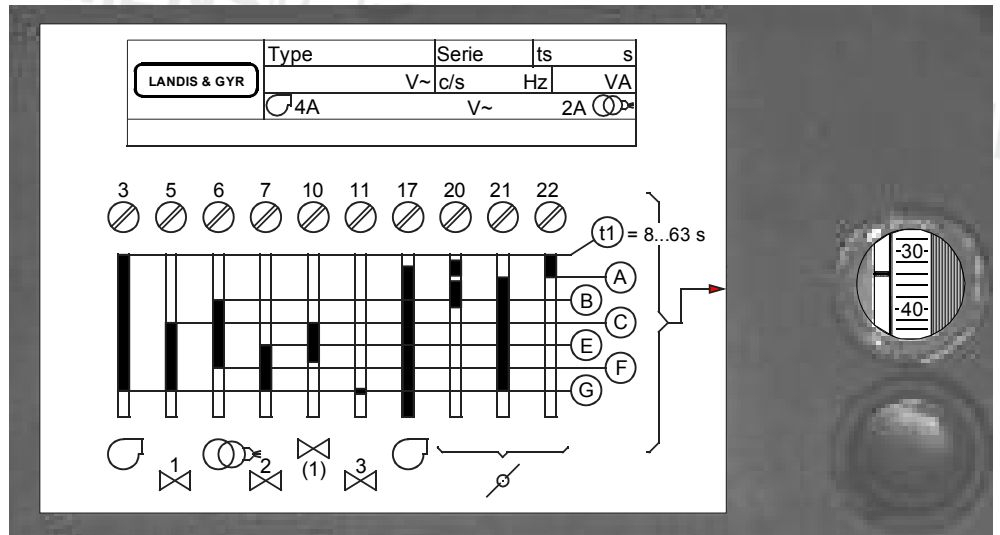 Type Serie ts s
LANDIS & GYR
V~ c/s Hz VA
4A V~ 2A
3 5 6 7 10 11 17 20 21 22
t1 = 8...63 s
A
B
C
E
F
G
-30-
-40-
1 2 (1) 3